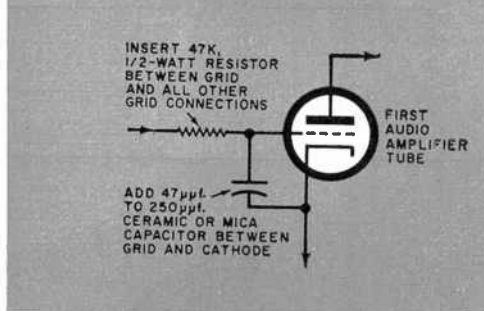 INSERT 47K,
1/2-WATT RESISTOR
BETWEEN GRID
AND ALL OTHER
GRID CONNECTIONS
FIRST
AUDIO
AMPLIFIER
TUBE
ADD 47μμf.
TO 250μμf.
CERAMIC OR MICA
CAPACITOR BETWEEN
GRID AND CATHODE